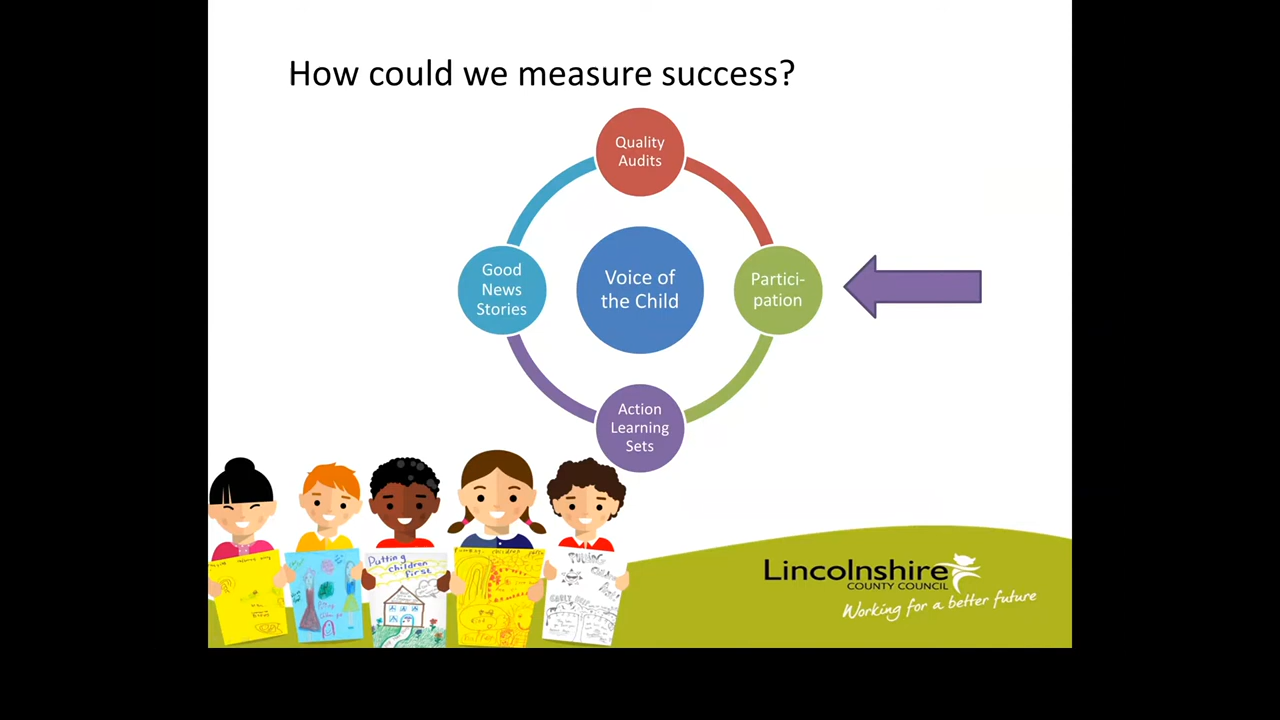 How could we measure success?
Quality
Audits
Good
News
Stories
Voice of
the Child
Partici-
pation
Action
Learning
Sets
Putting
children
first
Lincolnshire
COUNTY COUNCIL
Working for a better future